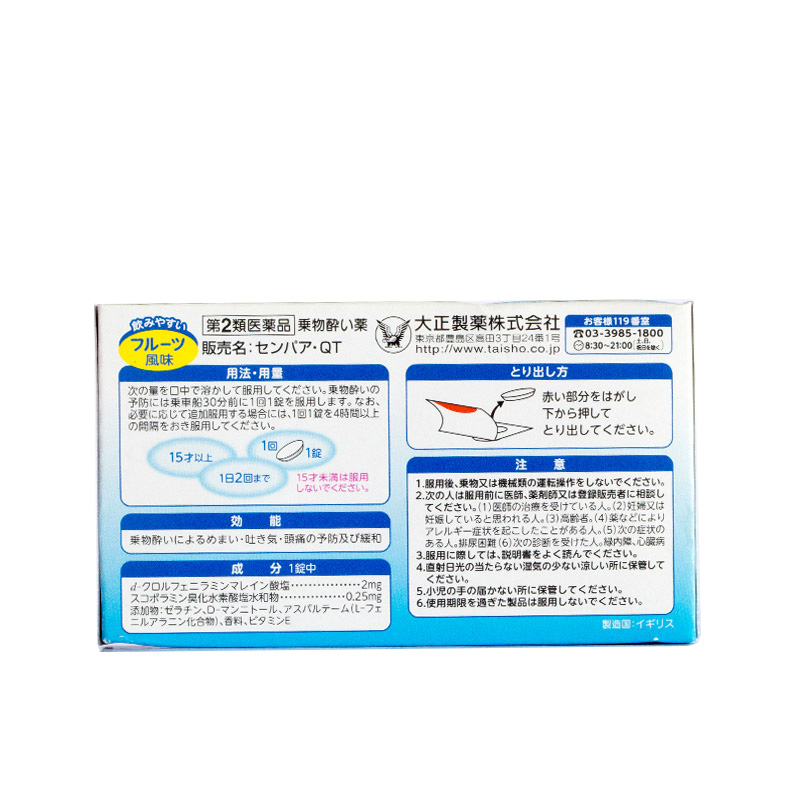 飲みやすい
フルーツ
風味
第2類医薬品 乗物酔い薬
販売名:センパア・QT
大正製薬株式会社
東京都豊島区高田3丁目24番1号
http://www.taisho.co.jp
お客様119番室
☎03-3985-1800
8:30~21:00(土、日、祝日を除く)
用法・用量
次の量を口中で溶かして服用してください。乗物酔いの
予防には乗車船30分前に1回1錠を服用します。なお、
必要に応じて追加服用する場合には、1回1錠を4時間以上
の間隔をおき服用してください。
15才以上
1回
1錠
1日2回まで
15才未満は服用
しないでください。
効 能
乗物酔いによるめまい・吐き気・頭痛の予防及び緩和
成 分 1錠中
d-クロルフェニラミンマレイン酸塩………………2mg
スコポラミン臭化水素酸塩水和物……………0.25mg
添加物:ゼラチン、D-マンニトール、アスパルテーム(L-フェ
ニルアラニン化合物)、香料、ビタミンE
とり出し方
赤い部分をはがし
下から押して
とり出してください。
注 意
1.服用後、乗物又は機械類の運転操作をしないでください。
2.次の人は服用前に医師、薬剤師又は登録販売者に相談し
てください。(1)医師の治療を受けている人。(2)妊婦又は
妊娠していると思われる人。(3)高齢者。(4)薬などにより
アレルギー症状を起こしたことがある人。(5)次の症状の
ある人。排尿困難 (6)次の診断を受けた人。緑内障、心臓病
3.服用に際しては、説明書をよく読んでください。
4.直射日光の当たらない湿気の少ない涼しい所に保管して
ください。
5.小児の手の届かない所に保管してください。
6.使用期限を過ぎた製品は服用しないでください。
製造国:イギリス